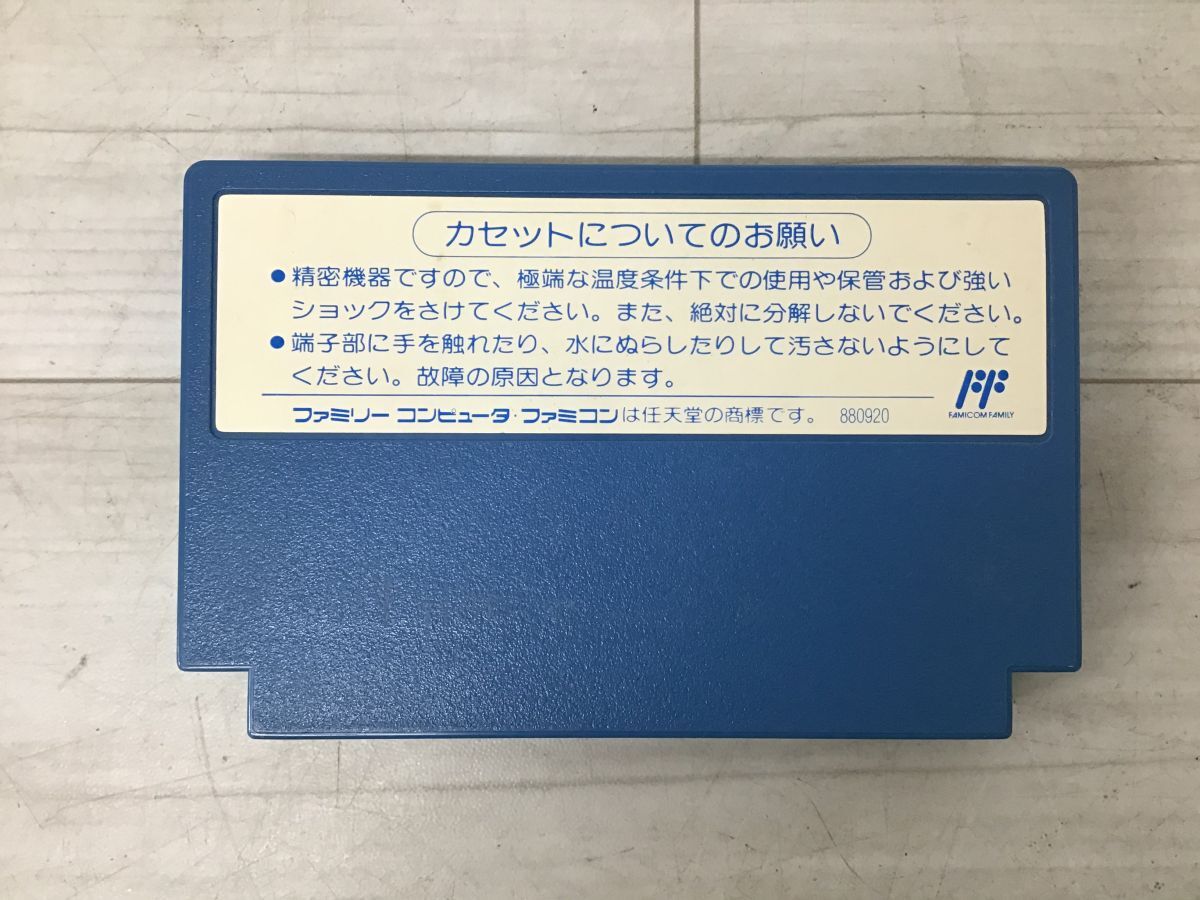 カセットについてのお願い
●精密機器ですので、極端な温度条件下での使用や保管および強い
ショックをさけてください。また、絶対に分解しないでください。
●端子部に手を触れたり、水にぬらしたりして汚さないようにして
ください。故障の原因となります。
FF
FAMICOM FAMILY
ファミリー コンピュータ・ファミコンは任天堂の商標です。 880920